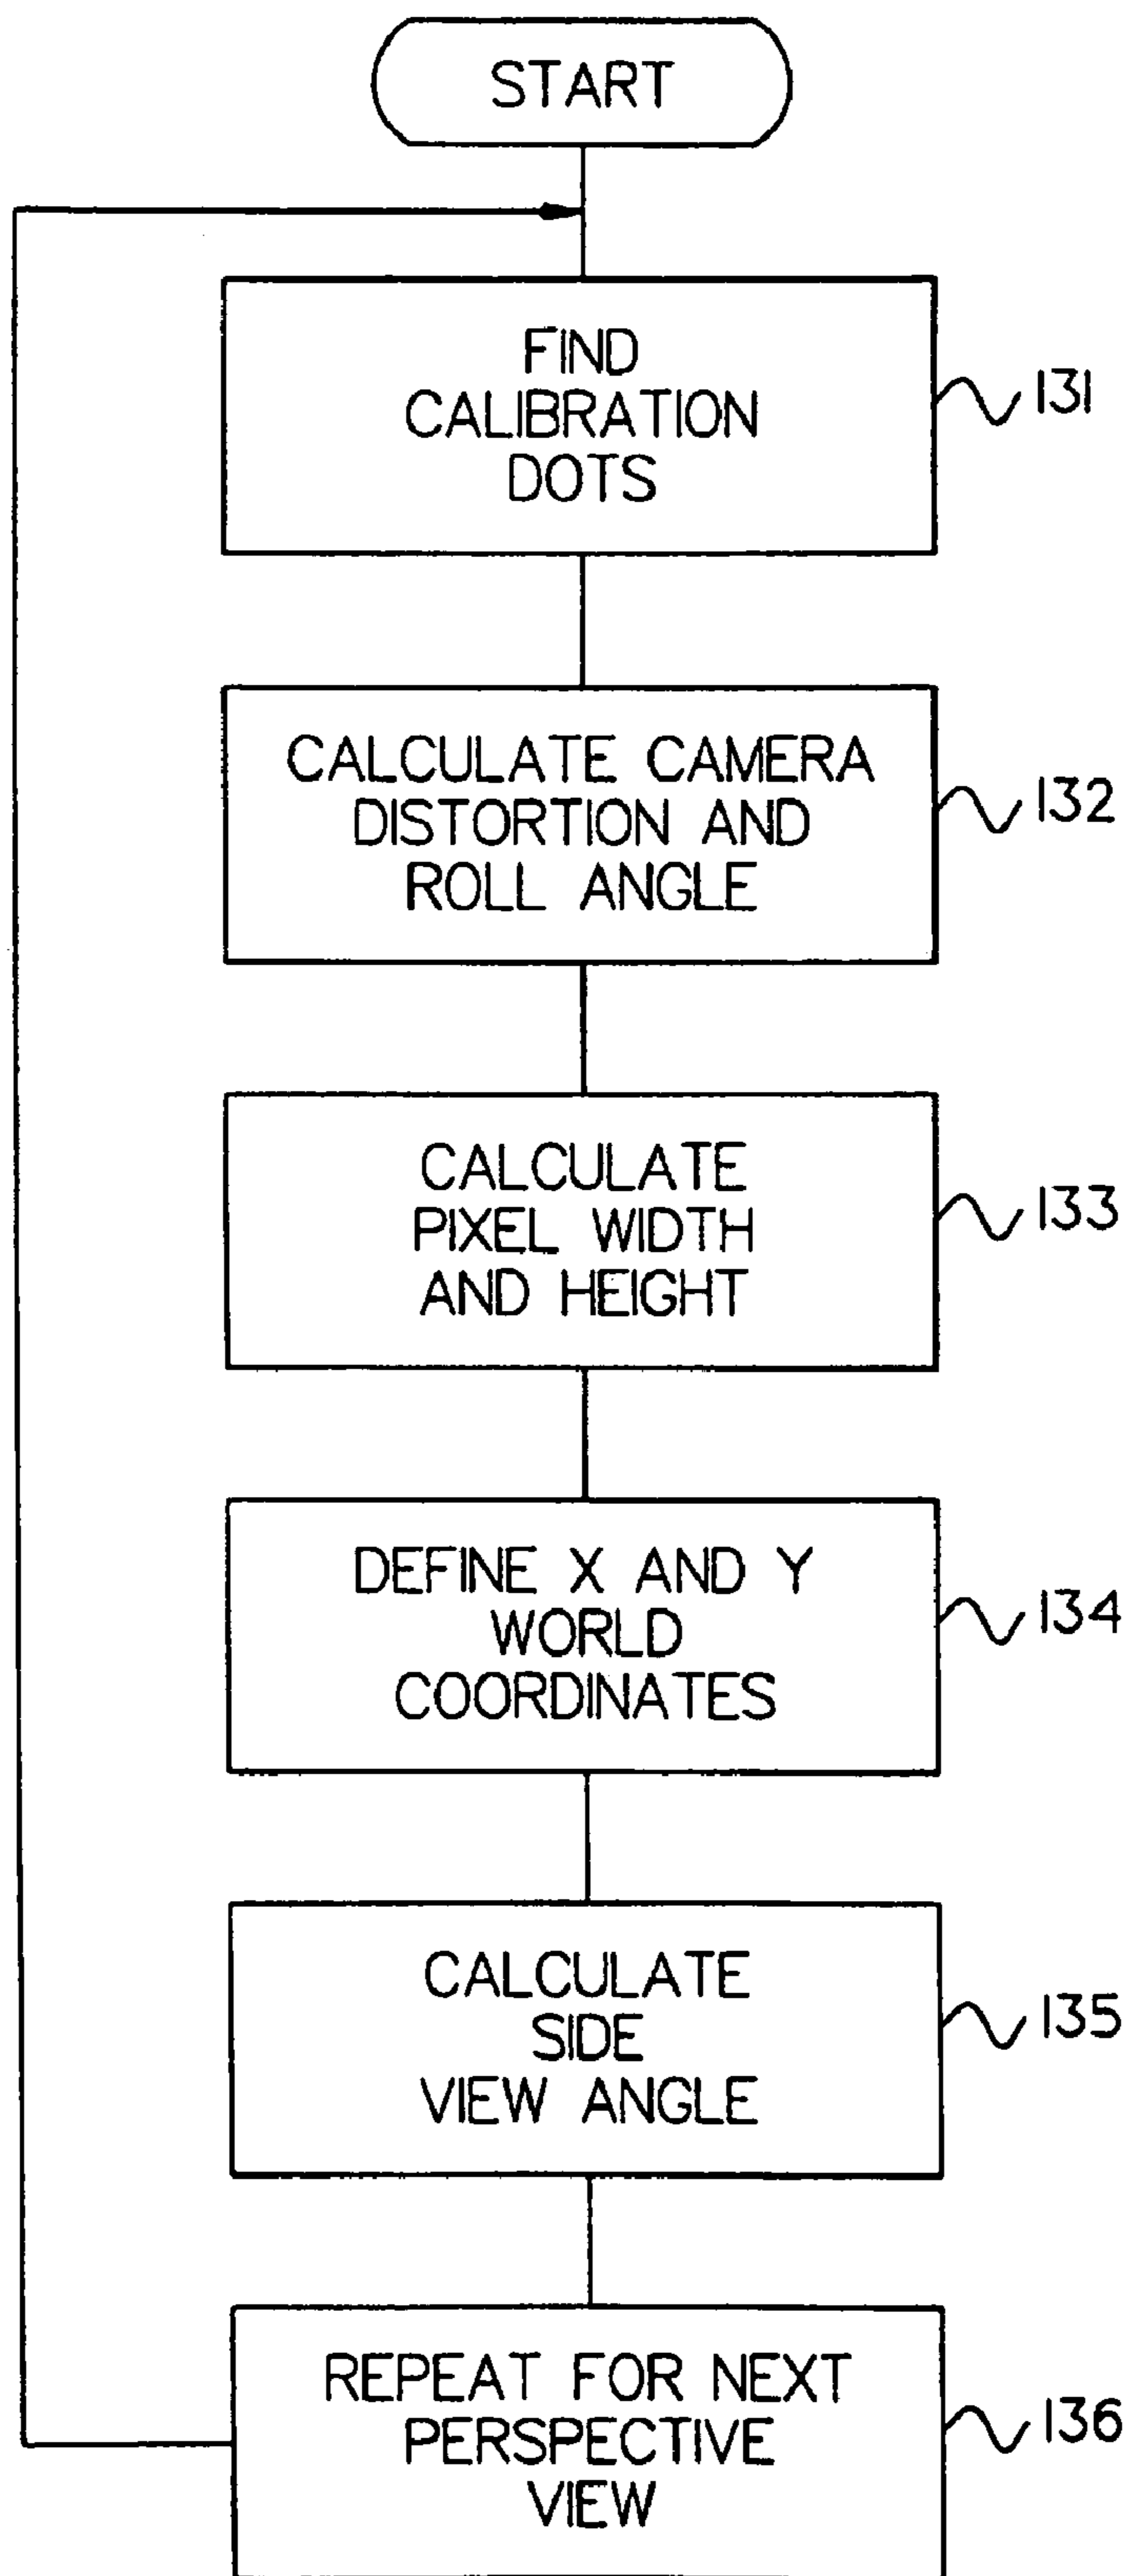 START
FIND
CALIBRATION
DOTS
131
CALCULATE CAMERA
DISTORTION AND
ROLL ANGLE
132
CALCULATE
PIXEL WIDTH
AND HEIGHT
133
DEFINE X AND Y
WORLD
COORDINATES
134
CALCULATE
SIDE
VIEW ANGLE
135
REPEAT FOR NEXT
PERSPECTIVE
VIEW
136